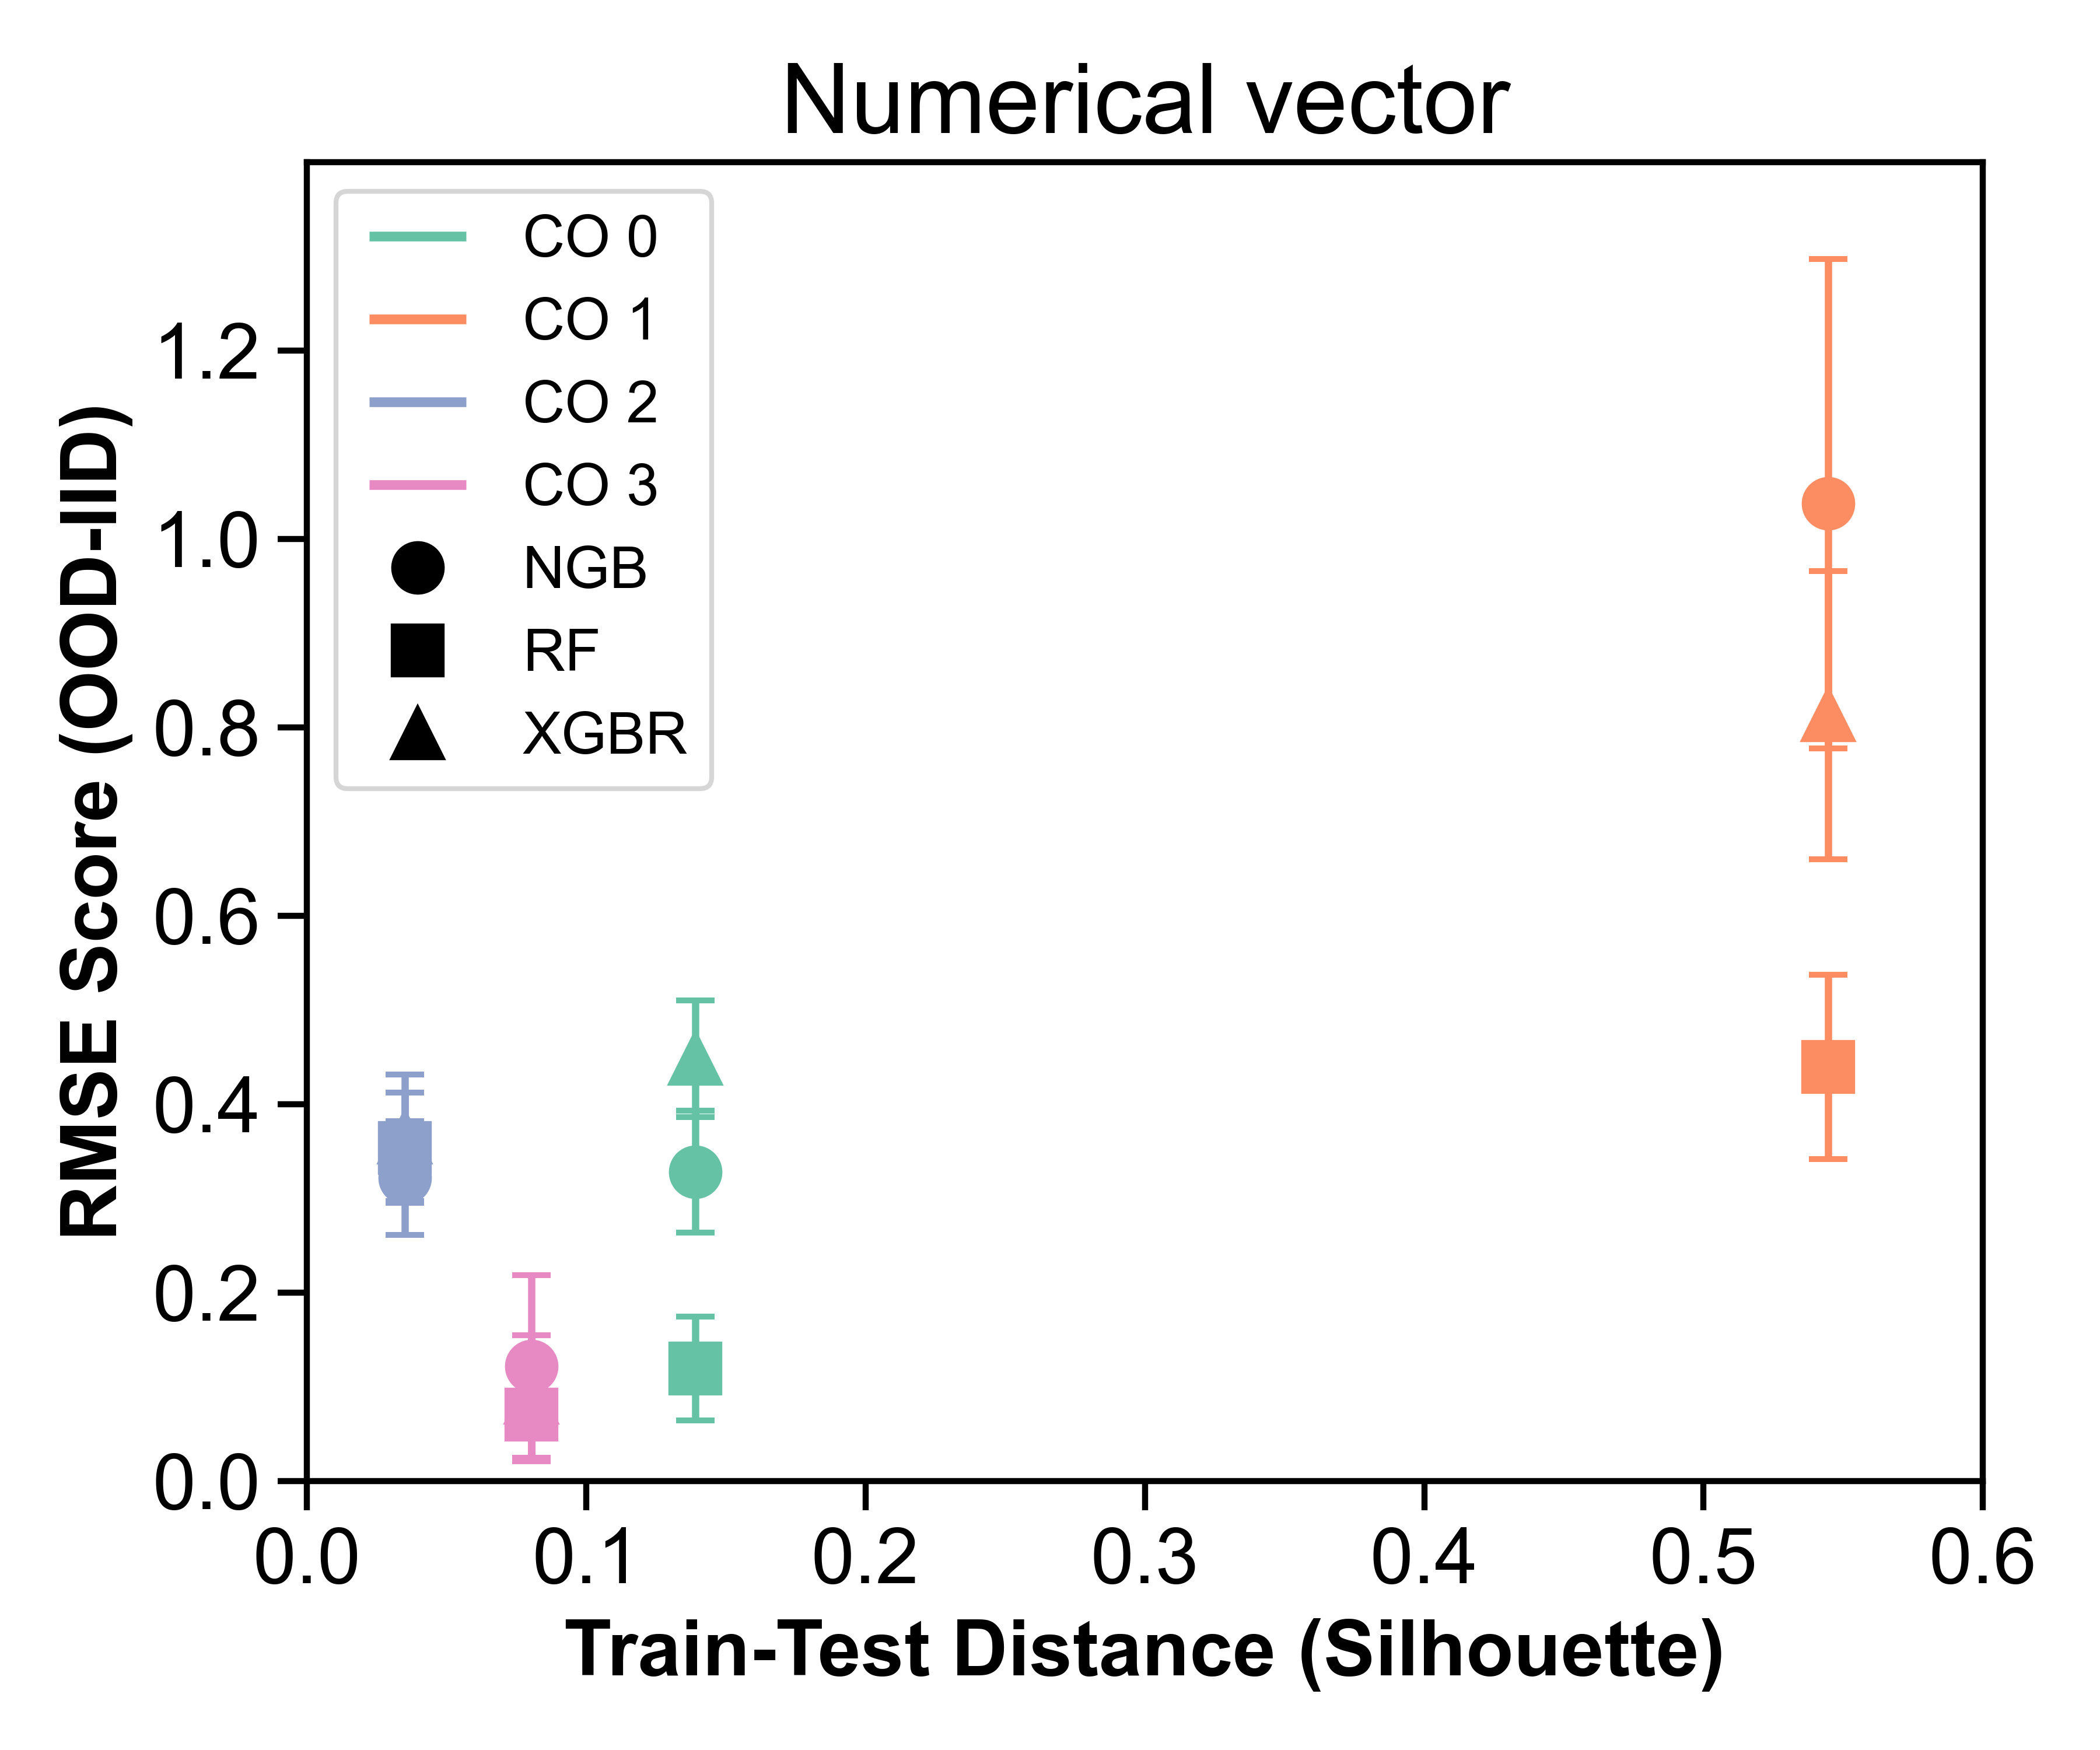 Numerical vector
CO 0
CO 1
CO 2
CO 3
NGB
RF
XGBR
RMSE Score (OOD-IID)
1.2
1.0
0.8
0.6
0.4
0.2
0.0
0.0 0.1 0.2 0.3 0.4 0.5 0.6
Train-Test Distance (Silhouette)